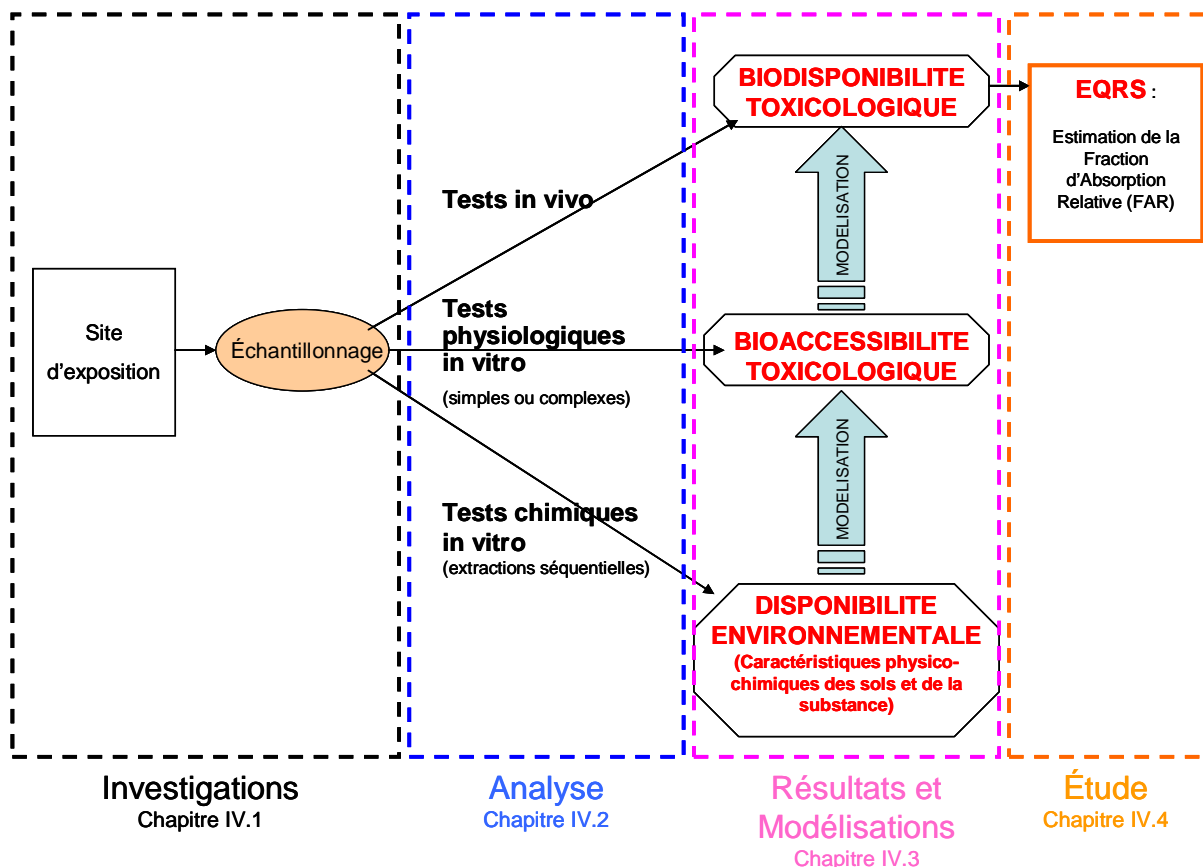 Site
d'exposition
Échantillonnage
Tests in vivo
Tests
physiologiques
in vitro
(simples ou complexes)
Tests chimiques
in vitro
(extractions séquentielles)
BIODISPONIBILITE
TOXICOLOGIQUE
MODELISATION
BIOACCESSIBILITE
TOXICOLOGIQUE
MODELISATION
DISPONIBILITE
ENVIRONNEMENTALE
(Caractéristiques physico-
chimiques des sols et de la
substance)
EQRS :
Estimation de la
Fraction
d'Absorption
Relative (FAR)
Investigations
Chapitre IV.1
Analyse
Chapitre IV.2
Résultats et
Modélisations
Chapitre IV.3
Étude
Chapitre IV.4